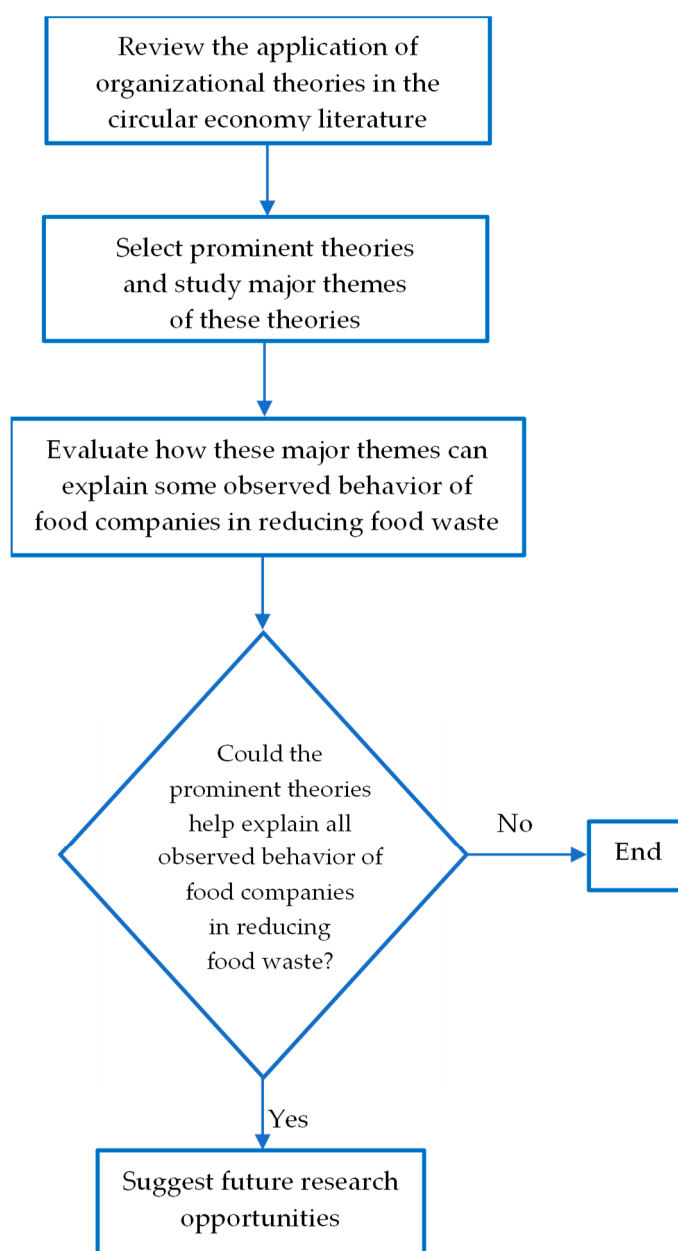 Review the application of
organizational theories in the
circular economy literature
Select prominent theories
and study major themes
of these theories
Evaluate how these major themes can
explain some observed behavior of
food companies in reducing food waste
Could the
prominent theories
help explain all
observed behavior of
food companies
in reducing
food waste?
No
End
Yes
Suggest future research
opportunities